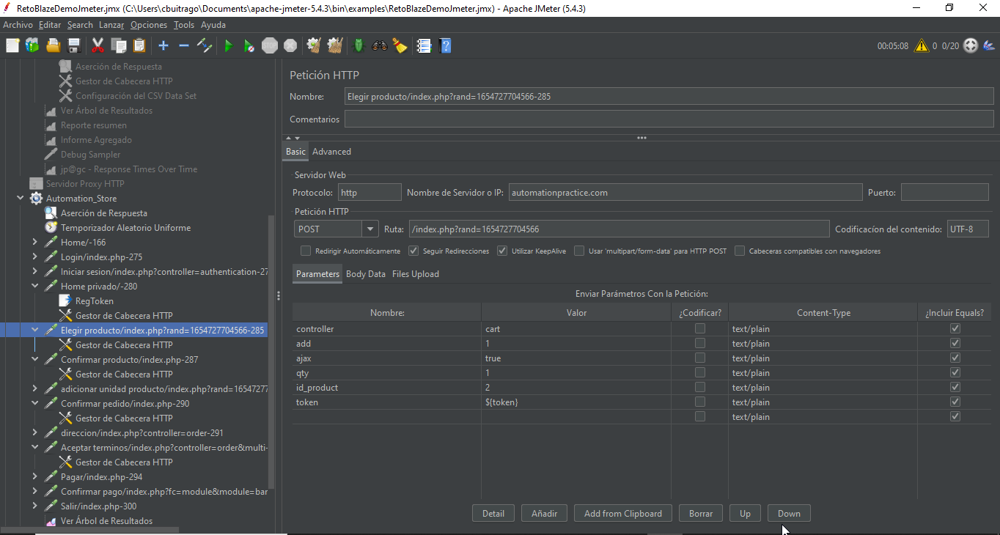 RetoBlazeDemoJmeter.jmx (C:\Users\cbuitrago\Documents\apache-jmeter-5.4.3\bin\examples\RetoBlazeDemoJmeter.jmx) - Apache JMeter (5.4.3)
Archivo Editar Search Lanzar Opciones Tools Ayuda
STOP 00:05:08 0 0/20
Aserción de Respuesta
Gestor de Cabecera HTTP
Configuración del CSV Data Set
Ver Árbol de Resultados
Reporte resumen
Informe Agregado
Debug Sampler
jp@gc - Response Times Over Time
Servidor Proxy HTTP
Automation_Store
Aserción de Respuesta
Temporizador Aleatorio Uniforme
Home/-166
Login/index.php-275
Iniciar sesion/index.php?controller=authentication-27
Home privado/-280
RegToken
Gestor de Cabecera HTTP
Elegir producto/index.php?rand=1654727704566-285
Gestor de Cabecera HTTP
Confirmar producto/index.php-287
Gestor de Cabecera HTTP
adicionar unidad producto/index.php?rand=16547277
Confirmar pedido/index.php-290
Gestor de Cabecera HTTP
direccion/index.php?controller=order-291
Aceptar terminos/index.php?controller=order&multi-
Gestor de Cabecera HTTP
Pagar/index.php-294
Confirmar pago/index.php?fc=module&module=bar
Salir/index.php-300
Ver Árbol de Resultados
Petición HTTP
Nombre: Elegir producto/index.php?rand=1654727704566-285
Comentarios
Basic Advanced
Servidor Web
Protocolo: http Nombre de Servidor o IP: automationpractice.com Puerto:
Petición HTTP
POST Ruta: /index.php?rand=1654727704566 Codificacíon del contenido: UTF-8
Redirigir Automáticamente Seguir Redirecciones Utilizar KeepAlive Usar 'multipart/form-data' para HTTP POST Cabeceras compatibles con navegadores
Parameters Body Data Files Upload
Enviar Parámetros Con la Petición:
Nombre: Valor ¿Codificar? Content-Type ¿Incluir Equals?
controller cart text/plain
add 1 text/plain
ajax true text/plain
qty 1 text/plain
id_product 2 text/plain
token ${token} text/plain
text/plain
Detail Añadir Add from Clipboard Borrar Up Down